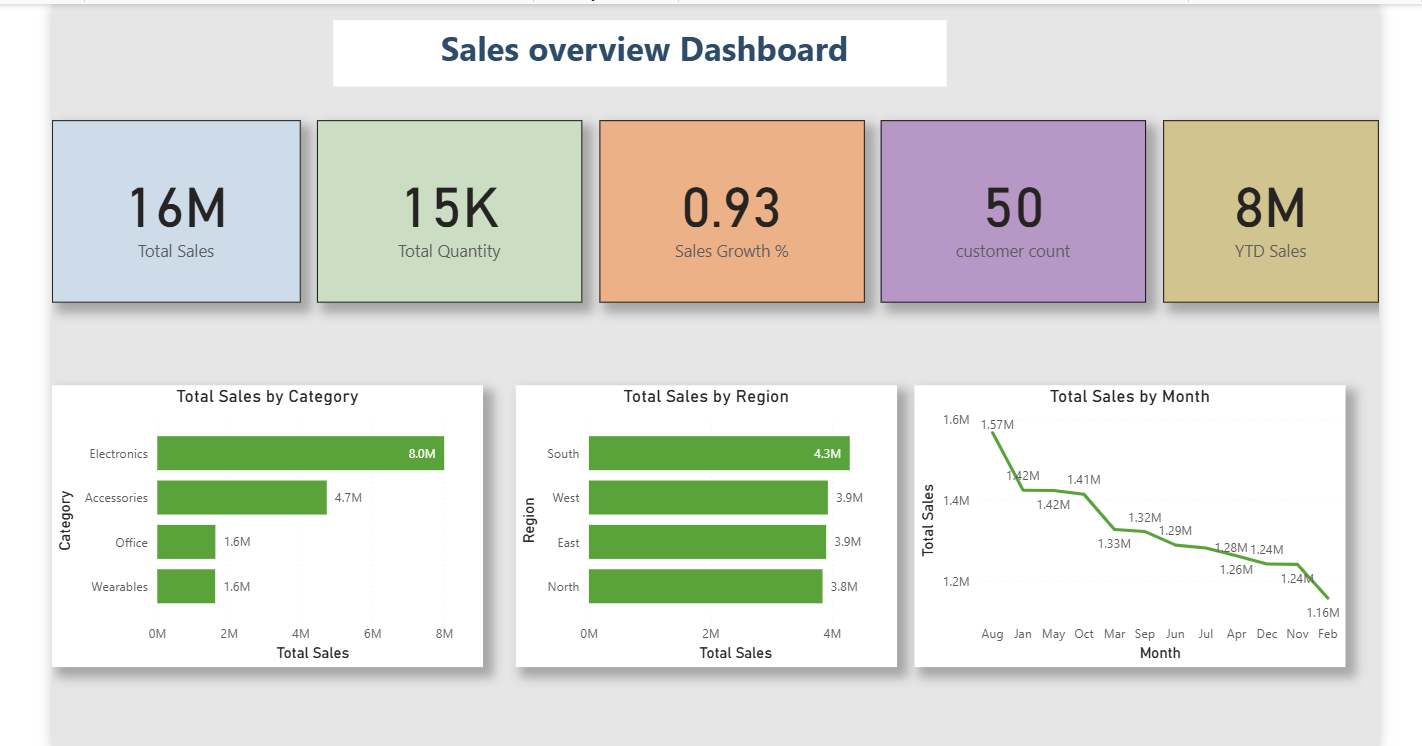 Sales overview Dashboard
16M
Total Sales
15K
Total Quantity
0.93
Sales Growth %
50
customer count
8M
YTD Sales
Total Sales by Category
Category
Electronics 8.0M
Accessories 4.7M
Office 1.6M
Wearables 1.6M
0M 2M 4M 6M 8M
Total Sales
Total Sales by Region
Region
South 4.3M
West 3.9M
East 3.9M
North 3.8M
0M 2M 4M
Total Sales
Total Sales by Month
Total Sales
1.6M
1.4M
1.2M
1.57M
1.42M
1.42M
1.41M
1.33M
1.32M
1.29M
1.28M
1.26M
1.24M
1.24M
1.16M
Aug Jan May Oct Mar Sep Jun Jul Apr Dec Nov Feb
Month